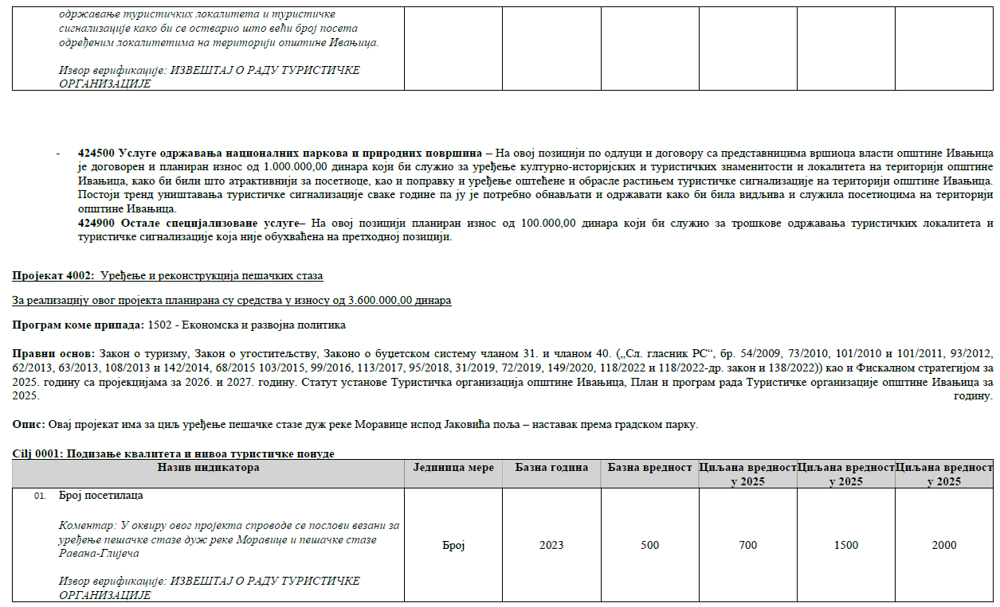 одржавање туристичких локалитета и туристичке
сигнализације како би се остварио што већи број посета
одређеним локалитетима на територији општине Ивањица.
Извор верификације: ИЗВЕШТАЈ О РАДУ ТУРИСТИЧКЕ
ОРГАНИЗАЦИЈЕ
- 424500 Услуге одржавања националних паркова и природних површина – На овој позицији по одлуци и договору са представницима вршиоца власти општине Ивањица
је договорен и планиран износ од 1.000.000,00 динара који би служио за уређење културно-историјских и туристичких знаменитости и локалитета на територији општине
Ивањица, како би били што атрактивнији за посетиоце, као и поправку и уређење оштећене и обрасле растињем туристичке сигнализације на територији општине Ивањица.
Постоји тренд уништавања туристичке сигнализације сваке године па ју је потребно обнављати и одржавати како би била видљива и служила посетиоцима на територији
општине Ивањица.
424900 Остале специјализоване услуге– На овој позицији планиран износ од 100.000,00 динара који би служио за трошкове одржавања туристичких локалитета и
туристичке сигнализације која није обухваћена на претходној позицији.
Пројекат 4002: Уређење и реконструкција пешачких стаза
За реализацију овог пројекта планирана су средства у износу од 3.600.000,00 динара
Програм коме припада: 1502 - Економска и развојна политика
Правни основ: Закон о туризму, Закон о угоститељству, Законо о буџетском систему чланом 31. и чланом 40. („Сл. гласник РС“, бр. 54/2009, 73/2010, 101/2010 и 101/2011, 93/2012,
62/2013, 63/2013, 108/2013 и 142/2014, 68/2015 103/2015, 99/2016, 113/2017, 95/2018, 31/2019, 72/2019, 149/2020, 118/2022 и 118/2022-др. закон и 138/2022)) као и Фискалном стратегијом за
2025. годину са пројекцијама за 2026. и 2027. годину. Статут установе Туристичка организација општине Ивањица, План и програм рада Туристичке организације општине Ивањица за
2025. годину.
Опис: Овај пројекат има за циљ уређење пешачке стазе дуж реке Моравице испод Јаковића поља – наставак према градском парку.
Cilj 0001: Подизање квалитета и нивоа туристичке понуде
Назив индикатора Јединица мере Базна година Базна вредност Циљана вредност Циљана вредност Циљана вредност
у 2025 у 2025 у 2025
01. Број посетилаца
Коментар: У оквиру овог пројекта спроводе се послови везани за
уређење пешачке стазе дуж реке Моравице и пешачке стазе
Равана-Глијеча
Број 2023 500 700 1500 2000
Извор верификације: ИЗВЕШТАЈ О РАДУ ТУРИСТИЧКЕ
ОРГАНИЗАЦИЈЕ